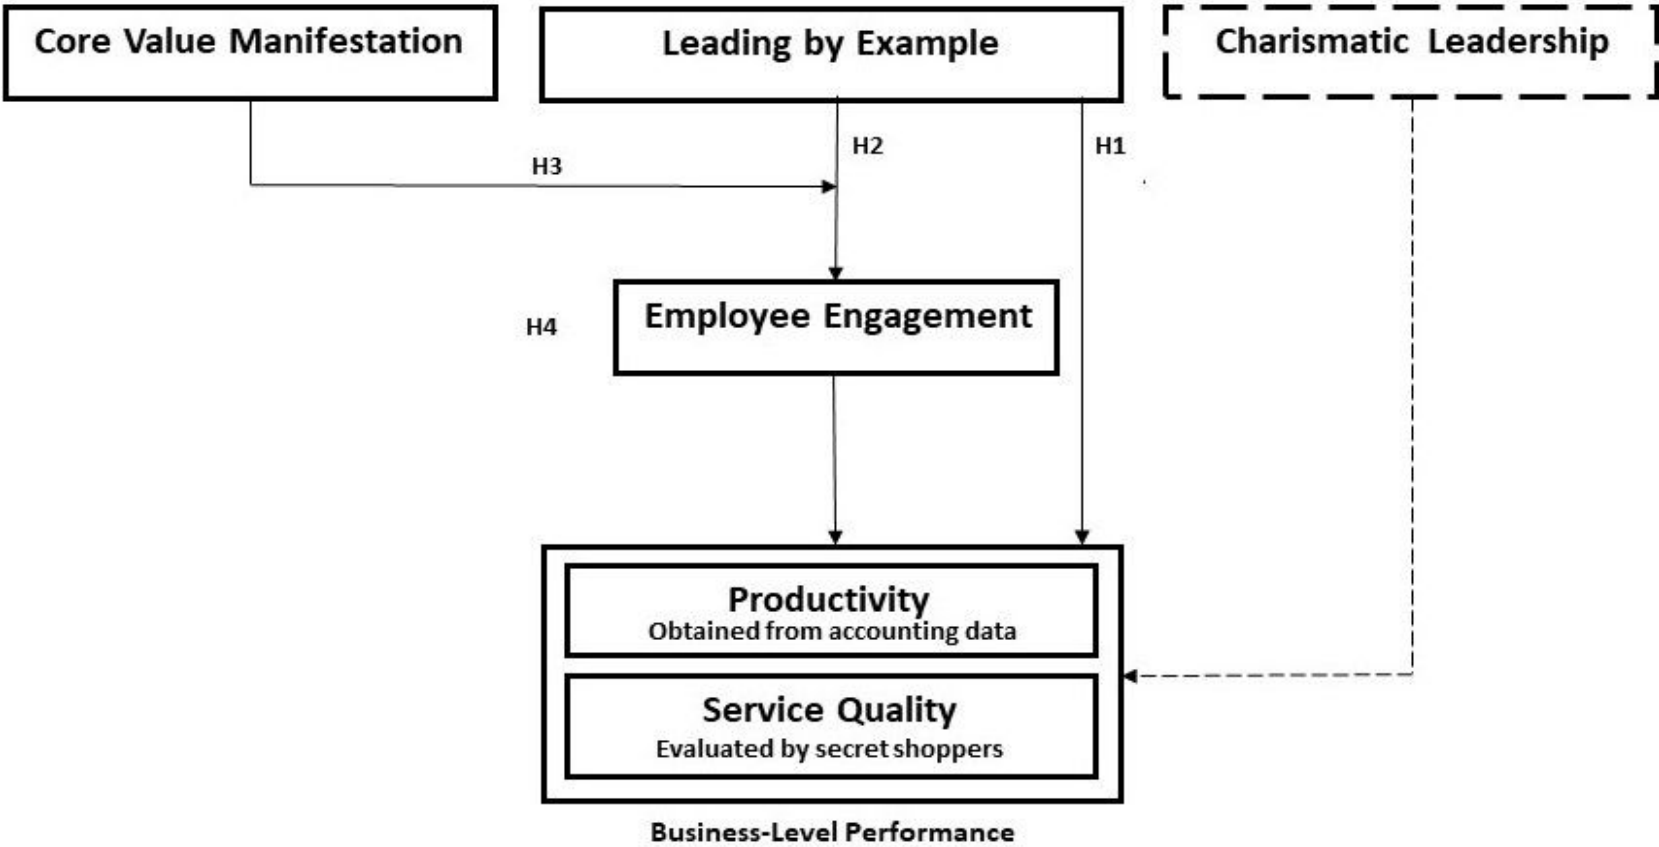 Core Value Manifestation
Leading by Example
Charismatic Leadership
H2
H1
H3
Employee Engagement
H4
Productivity
Obtained from accounting data
Service Quality
Evaluated by secret shoppers
Business-Level Performance